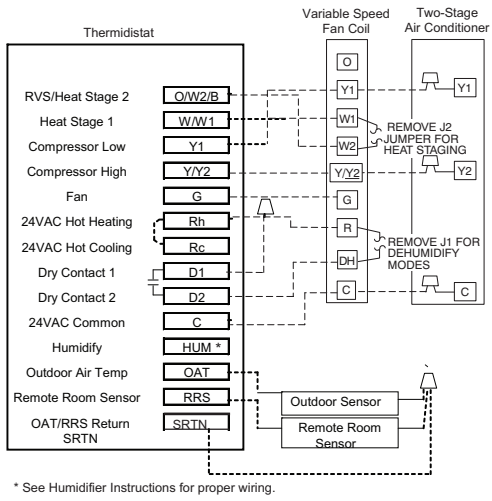 Variable Speed
Fan Coil
Two-Stage
Air Conditioner
Thermidistat
O
Y1
Y1
RVS/Heat Stage 2
O/W2/B
Heat Stage 1
W/W1
W1
REMOVE J2
JUMPER FOR
HEAT STAGING
Compressor Low
Y1
W2
Compressor High
Y/Y2
Y/Y2
Y2
Fan
G
G
24VAC Hot Heating
Rh
R
24VAC Hot Cooling
Rc
REMOVE J1 FOR
DEHUMIDIFY
MODES
Dry Contact 1
D1
DH
Dry Contact 2
D2
C
C
24VAC Common
C
Humidify
HUM *
Outdoor Air Temp
OAT
Remote Room Sensor
RRS
Outdoor Sensor
OAT/RRS Return
SRTN
SRTN
Remote Room
Sensor
* See Humidifier Instructions for proper wiring.